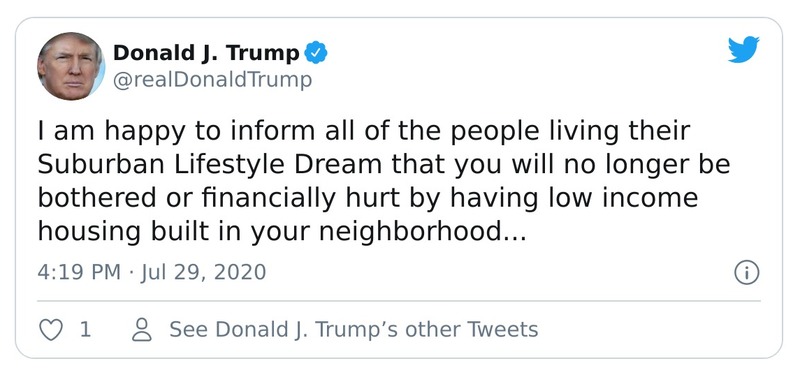 Donald J. Trump
@realDonaldTrump
I am happy to inform all of the people living their
Suburban Lifestyle Dream that you will no longer be
bothered or financially hurt by having low income
housing built in your neighborhood...
4:19 PM · Jul 29, 2020
1
See Donald J. Trump’s other Tweets